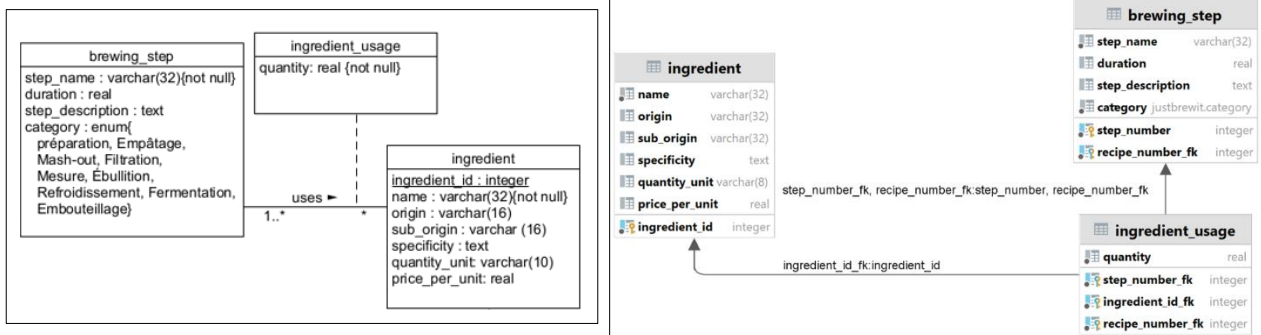 brewing_step
step_name : varchar(32){not null}
duration : real
step_description : text
category : enum{
préparation, Empâtage,
Mash-out, Filtration,
Mesure, Ébullition,
Refroidissement, Fermentation,
Embouteillage}
ingredient_usage
quantity: real {not null}
uses ►
1..*
*
ingredient
ingredient_id : integer
name : varchar(32){not null}
origin : varchar(16)
sub_origin : varchar (16)
specificity : text
quantity_unit: varchar(10)
price_per_unit: real
ingredient
name varchar(32)
origin varchar(32)
sub_origin varchar(32)
specificity text
quantity_unit varchar(8)
price_per_unit real
ingredient_id integer
brewing_step
step_name varchar(32)
duration real
step_description text
category justbrewit.category
step_number integer
recipe_number_fk integer
step_number_fk, recipe_number_fk:step_number, recipe_number_fk
ingredient_id_fk:ingredient_id
ingredient_usage
quantity real
step_number_fk integer
ingredient_id_fk integer
recipe_number_fk integer